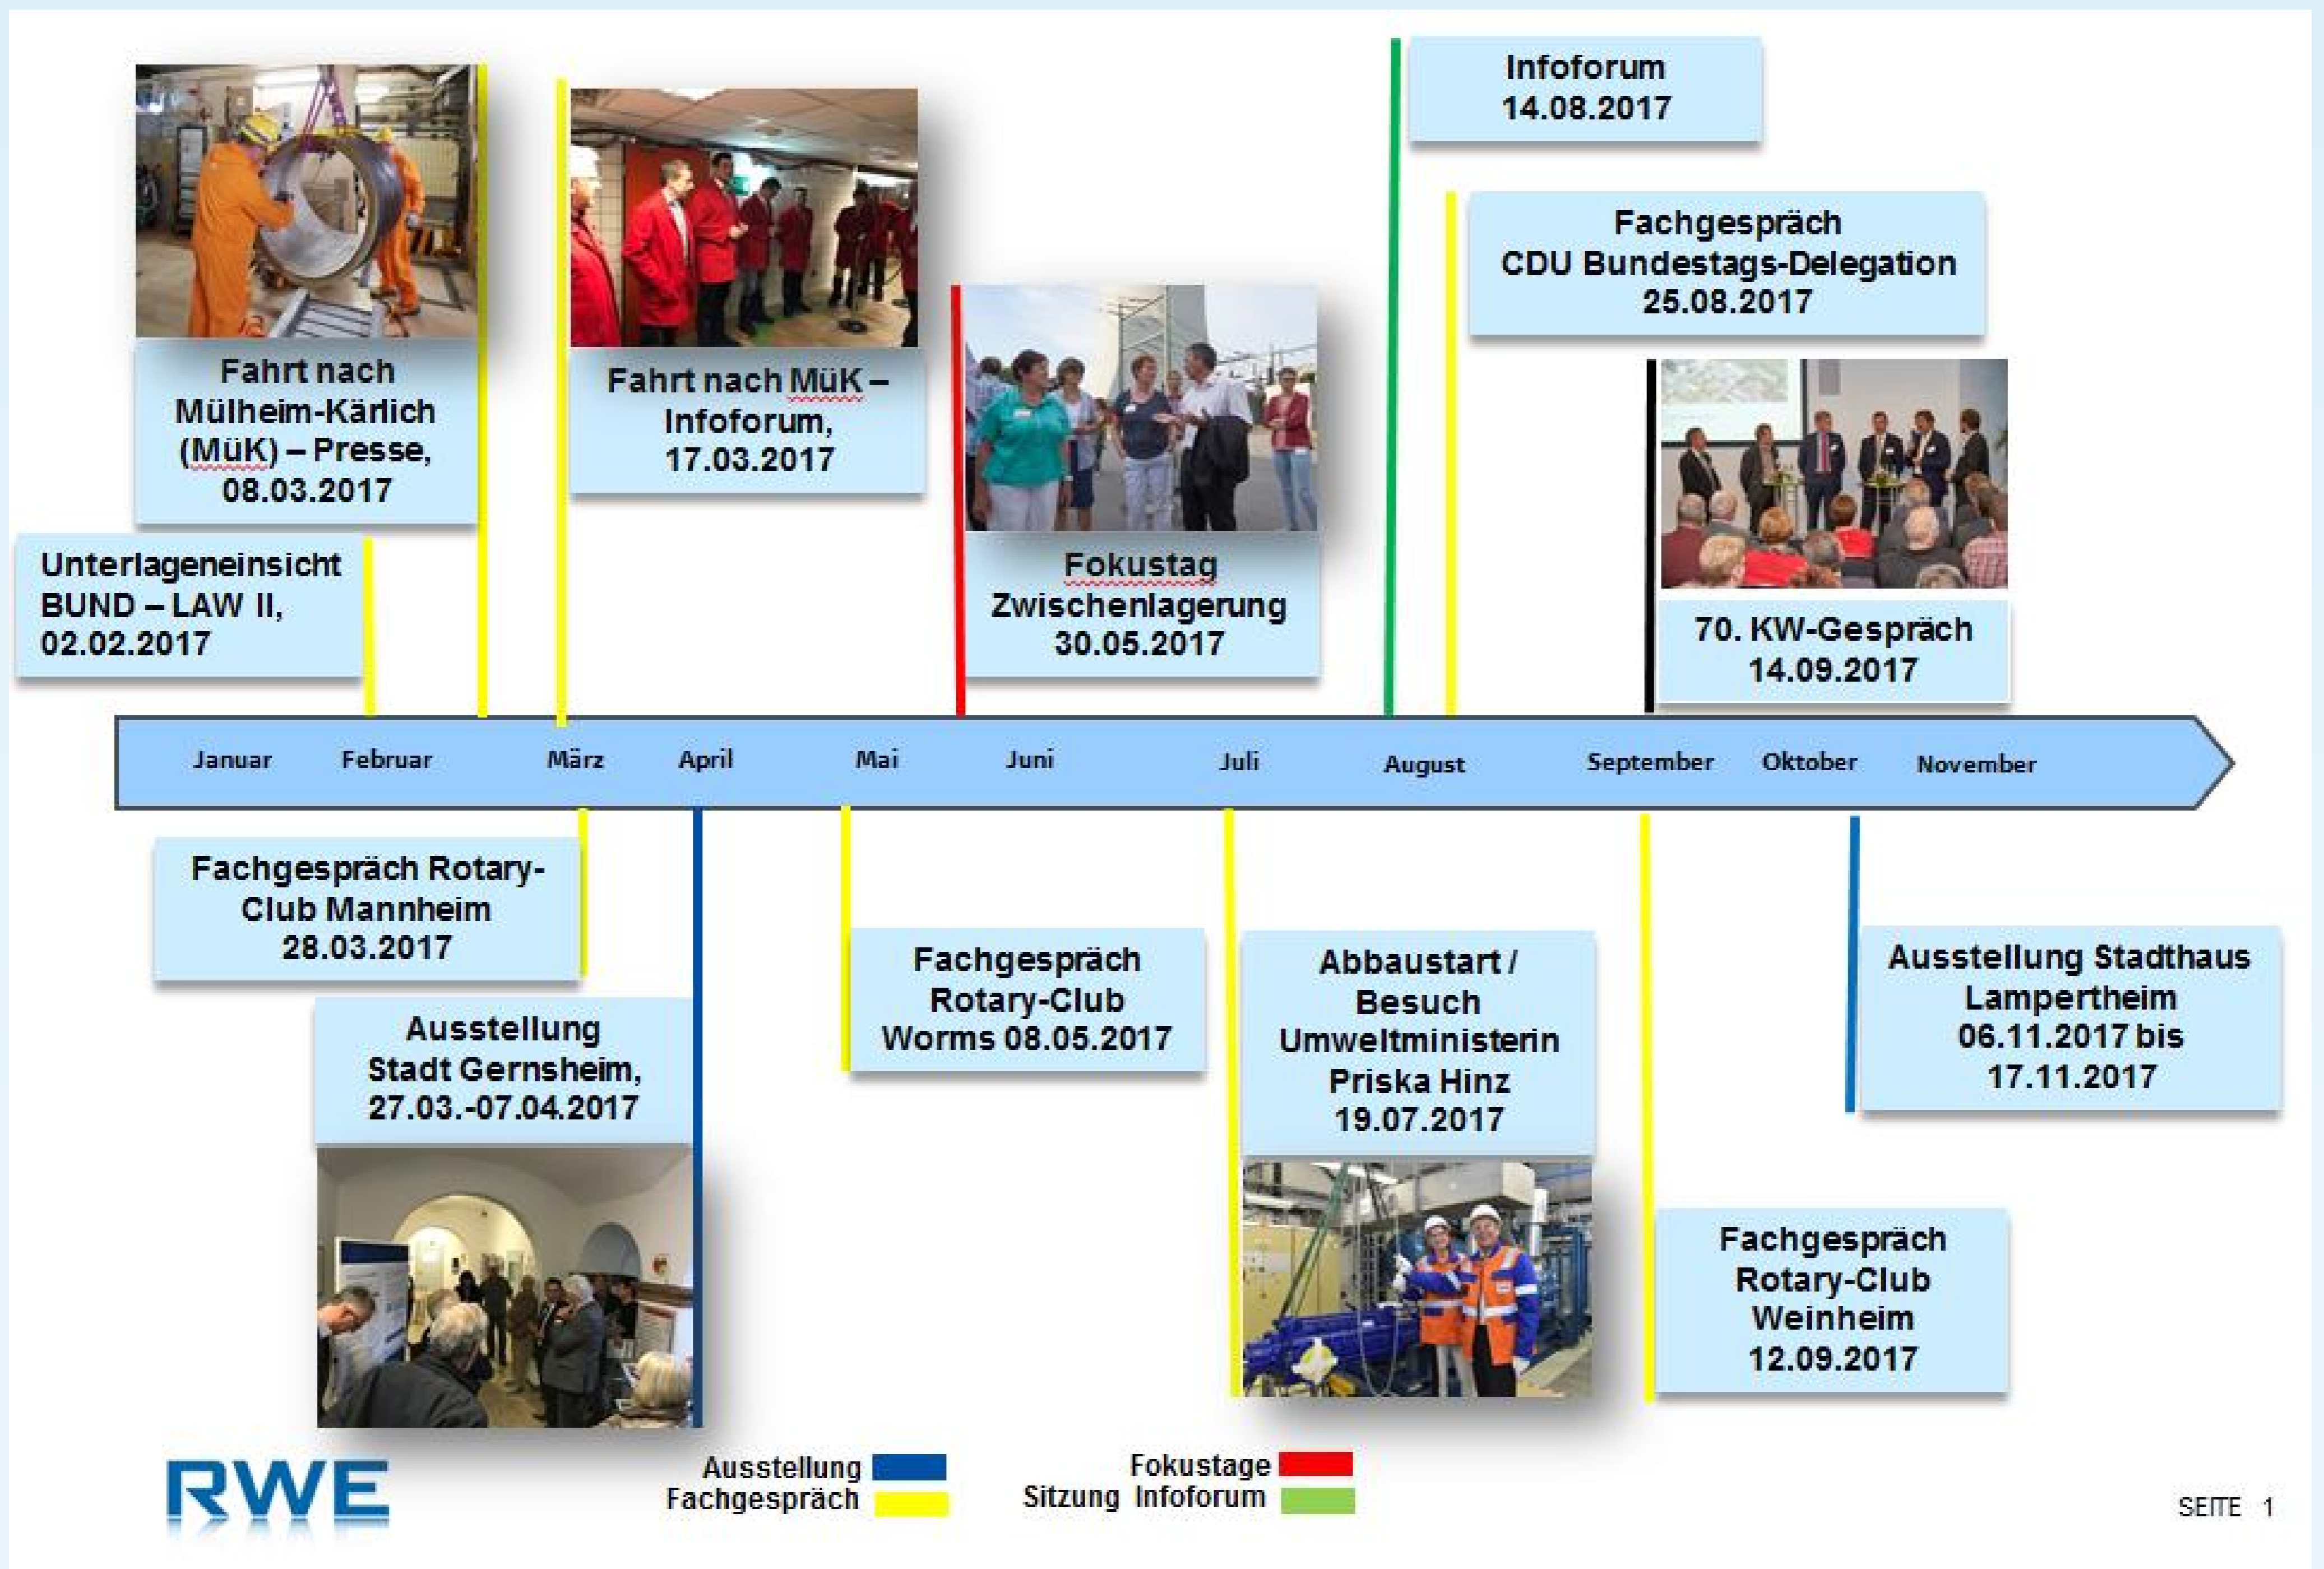 Fahrt nach
Mülheim-Kärlich
(MüK) – Presse,
08.03.2017
Fahrt nach MüK –
Infoforum,
17.03.2017
Fokustag
Zwischenlagerung
30.05.2017
Infoforum
14.08.2017
Fachgespräch
CDU Bundestags-Delegation
25.08.2017
70. KW-Gespräch
14.09.2017
Unterlageneinsicht
BUND – LAW II,
02.02.2017
Januar Februar März April Mai Juni Juli August September Oktober November
Fachgespräch Rotary-
Club Mannheim
28.03.2017
Ausstellung
Stadt Gernsheim,
27.03.-07.04.2017
Fachgespräch
Rotary-Club
Worms 08.05.2017
Abbaustart /
Besuch
Umweltministerin
Priska Hinz
19.07.2017
Fachgespräch
Rotary-Club
Weinheim
12.09.2017
Ausstellung Stadthaus
Lampertheim
06.11.2017 bis
17.11.2017
RWE
Ausstellung
Fachgespräch
Fokustage
Sitzung Infoforum
SEITE 1